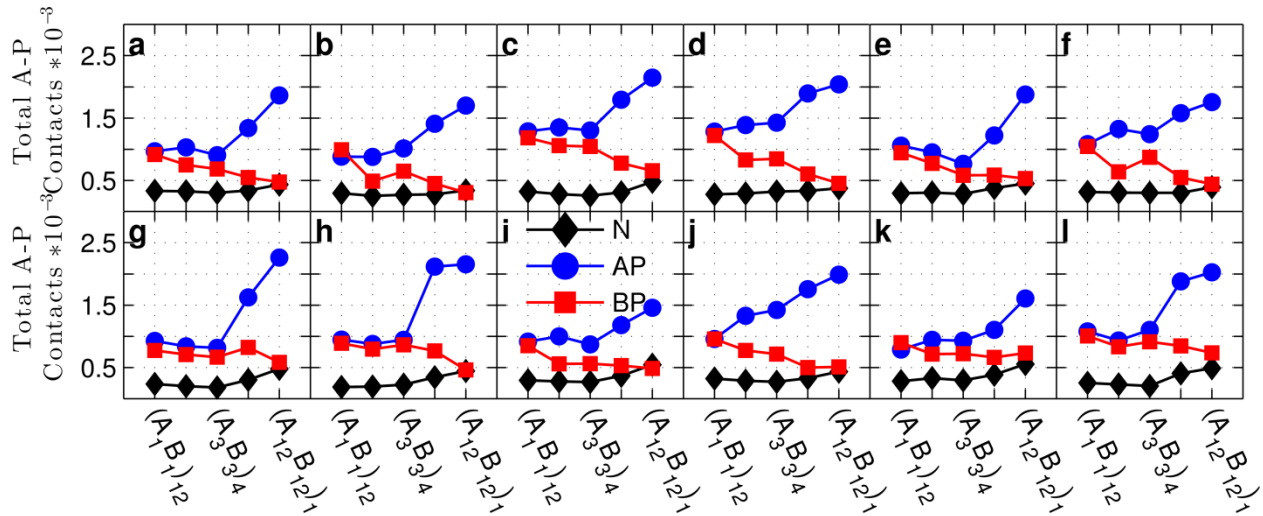 Total A-P
Contacts *10⁻³
a b c d e f
2.5
1.5
0.5
Total A-P
Contacts *10⁻³
g h i j k l
2.5
1.5
0.5
N
AP
BP
(A₁B₁)₁₂ (A₃B₃)₄ (A₁₂B₁₂)₁ (A₁B₁)₁₂ (A₃B₃)₄ (A₁₂B₁₂)₁ (A₁B₁)₁₂ (A₃B₃)₄ (A₁₂B₁₂)₁ (A₁B₁)₁₂ (A₃B₃)₄ (A₁₂B₁₂)₁ (A₁B₁)₁₂ (A₃B₃)₄ (A₁₂B₁₂)₁ (A₁B₁)₁₂ (A₃B₃)₄ (A₁₂B₁₂)₁